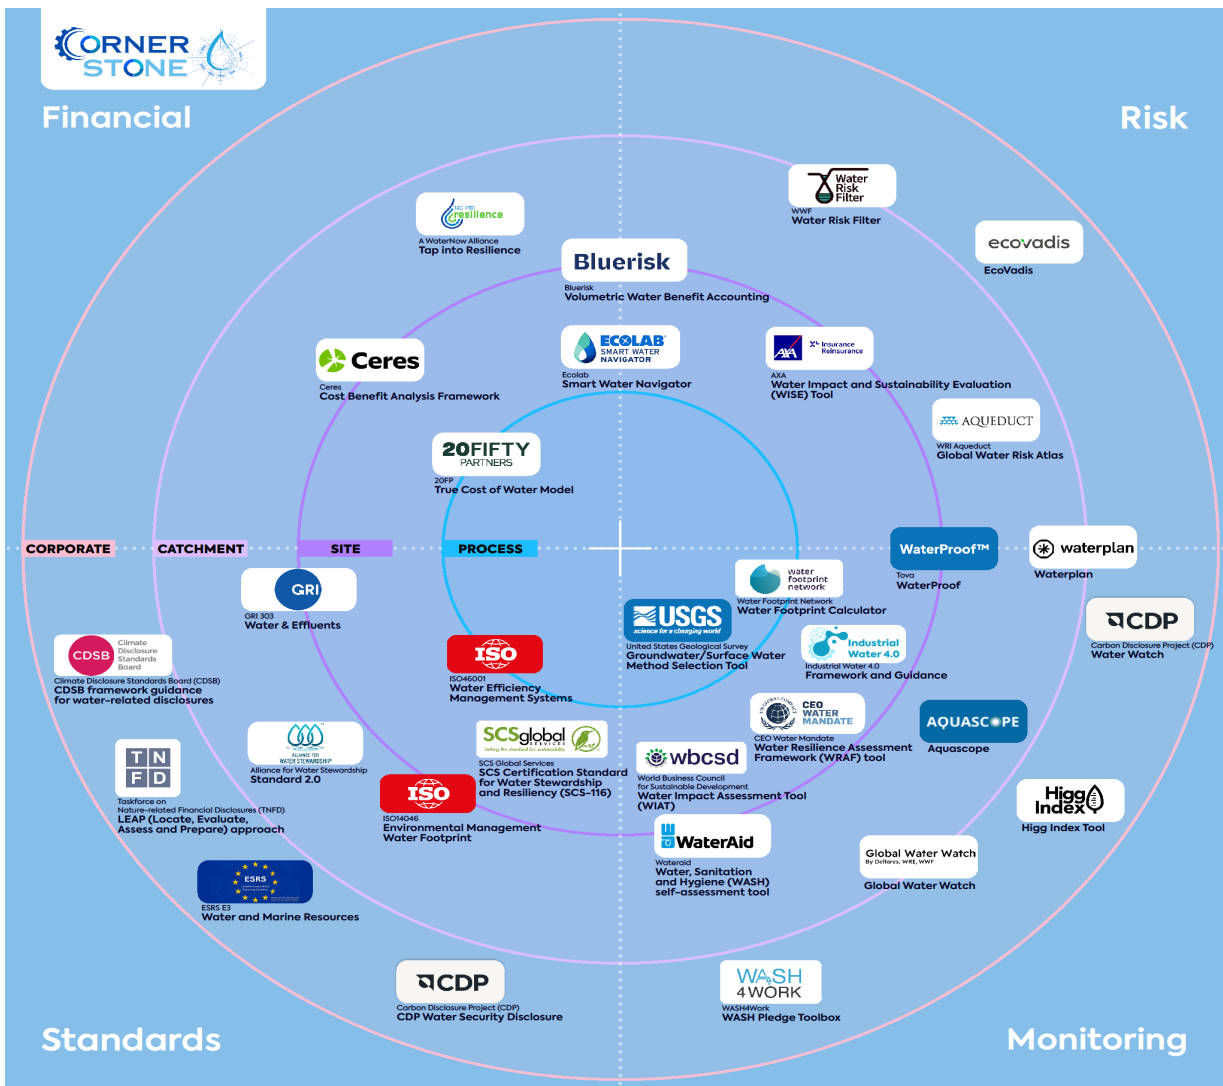 CORNER
STONE
Financial
Risk
tap into
resilience
A WaterNow Alliance
Tap into Resilience
Water
Risk
Filter
WWF
Water Risk Filter
ecovadis
EcoVadis
Bluerisk
Bluerisk
Volumetric Water Benefit Accounting
Ceres
Ceres
Cost Benefit Analysis Framework
ECOLAB®
SMART WATER
NAVIGATOR
Ecolab
Smart Water Navigator
AXA
XL Insurance
Reinsurance
AXA
Water Impact and Sustainability Evaluation
(WISE) Tool
AQUEDUCT
WRI Aqueduct
Global Water Risk Atlas
20FIFTY
PARTNERS
20FP
True Cost of Water Model
CORPORATE
CATCHMENT
SITE
PROCESS
WaterProof™
Tova
WaterProof
waterplan
Waterplan
GRI
GRI 303
Water & Effluents
water
footprint
network
Water Footprint Network
Water Footprint Calculator
USGS
science for a changing world
United States Geological Survey
Groundwater/Surface Water
Method Selection Tool
Industrial
Water 4.0
Industrial Water 4.0
Framework and Guidance
CDP
Carbon Disclosure Project (CDP)
Water Watch
CDSB
Climate
Disclosure
Standards
Board
Climate Disclosure Standards Board (CDSB)
CDSB framework guidance
for water-related disclosures
ISO
ISO46001
Water Efficiency
Management Systems
CEO
WATER
MANDATE
CEO Water Mandate
Water Resilience Assessment
Framework (WRAF) tool
AQUASCOPE
Aquascope
ALLIANCE FOR
WATER STEWARDSHIP
Alliance for Water Stewardship
Standard 2.0
SCSglobal
SERVICES
Setting the standard for sustainability
SCS Global Services
SCS Certification Standard
for Water Stewardship
and Resiliency (SCS-116)
wbcsd
World Business Council
for Sustainable Development
Water Impact Assessment Tool
(WIAT)
TN
FD
Taskforce on
Nature-related Financial Disclosures (TNFD)
LEAP (Locate, Evaluate,
Assess and Prepare) approach
ISO
ISO14046
Environmental Management
Water Footprint
Higg
Index
Higg Index Tool
WaterAid
Wateraid
Water, Sanitation
and Hygiene (WASH)
self-assessment tool
Global Water Watch
By Deltares, WRI, WWF
Global Water Watch
ESRS
ESRS E3
Water and Marine Resources
CDP
Carbon Disclosure Project (CDP)
CDP Water Security Disclosure
WASH
4WORK
WASH4Work
WASH Pledge Toolbox
Standards
Monitoring